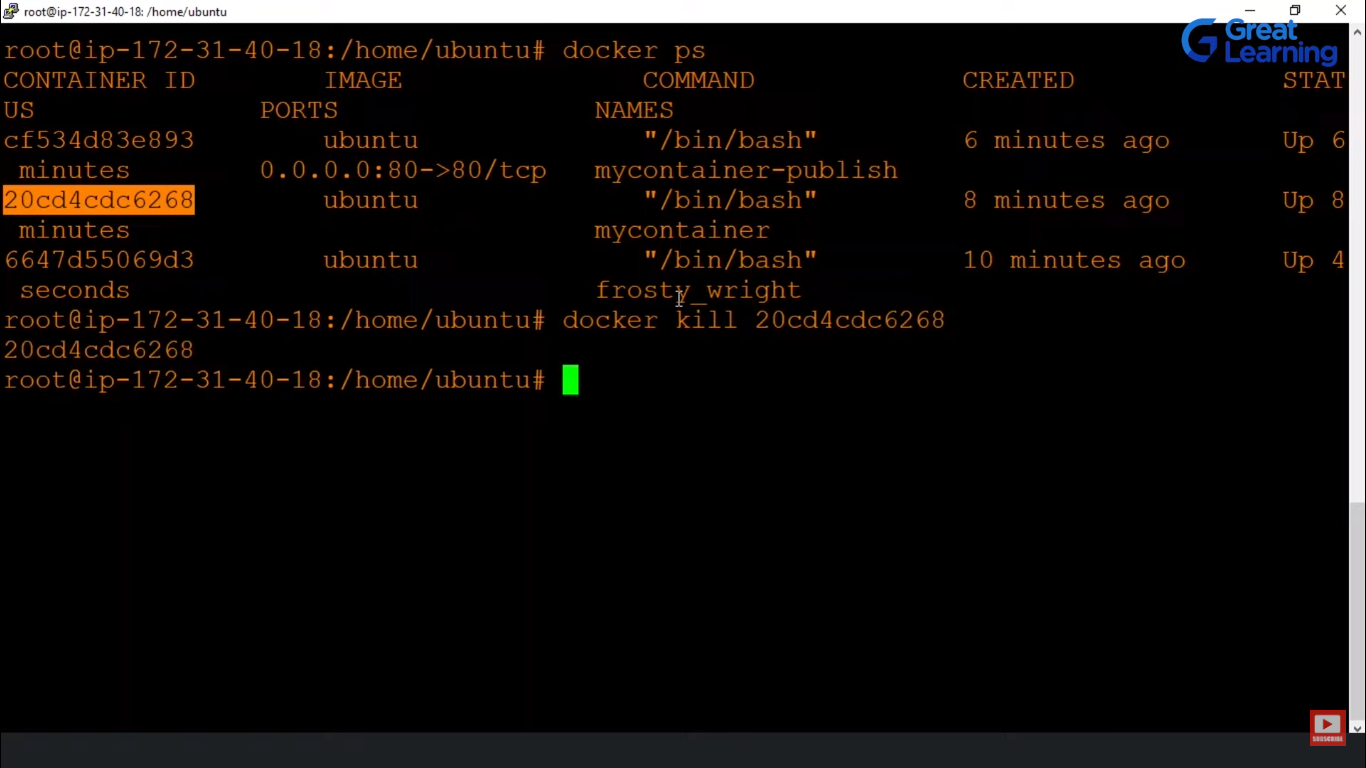 root@ip-172-31-40-18: /home/ubuntu
Great
Learning
root@ip-172-31-40-18:/home/ubuntu# docker ps
CONTAINER ID IMAGE COMMAND CREATED STAT
US PORTS NAMES
cf534d83e893 ubuntu "/bin/bash" 6 minutes ago Up 6
minutes 0.0.0.0:80->80/tcp mycontainer-publish
20cd4cdc6268 ubuntu "/bin/bash" 8 minutes ago Up 8
minutes mycontainer
6647d55069d3 ubuntu "/bin/bash" 10 minutes ago Up 4
seconds frosty_wright
root@ip-172-31-40-18:/home/ubuntu# docker kill 20cd4cdc6268
20cd4cdc6268
root@ip-172-31-40-18:/home/ubuntu#
SUBSCRIBE